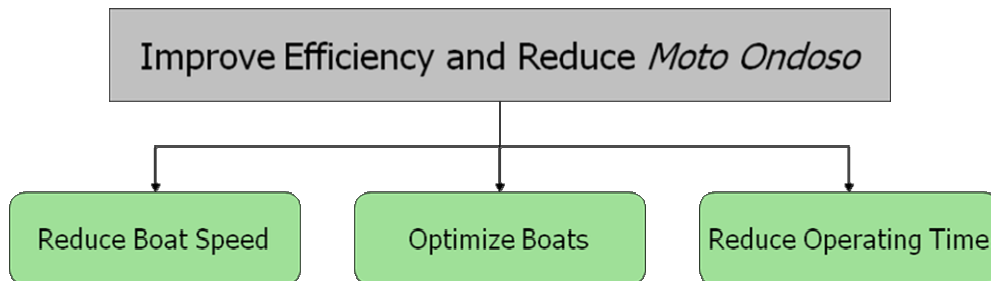 Improve Efficiency and Reduce Moto Ondoso
Reduce Boat Speed
Optimize Boats
Reduce Operating Time